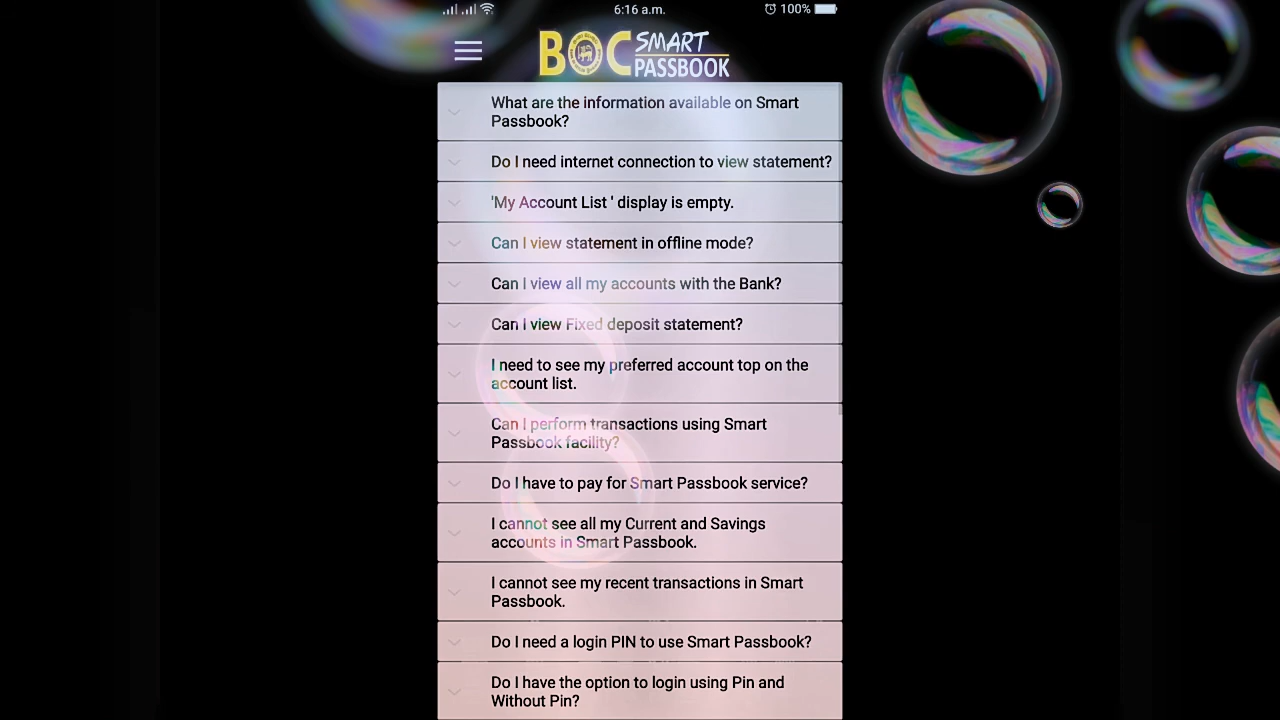 6:16 a.m.
100%
BOC SMART
PASSBOOK
What are the information available on Smart
Passbook?
Do I need internet connection to view statement?
'My Account List ' display is empty.
Can I view statement in offline mode?
Can I view all my accounts with the Bank?
Can I view Fixed deposit statement?
I need to see my preferred account top on the
account list.
Can I perform transactions using Smart
Passbook facility?
Do I have to pay for Smart Passbook service?
I cannot see all my Current and Savings
accounts in Smart Passbook.
I cannot see my recent transactions in Smart
Passbook.
Do I need a login PIN to use Smart Passbook?
Do I have the option to login using Pin and
Without Pin?